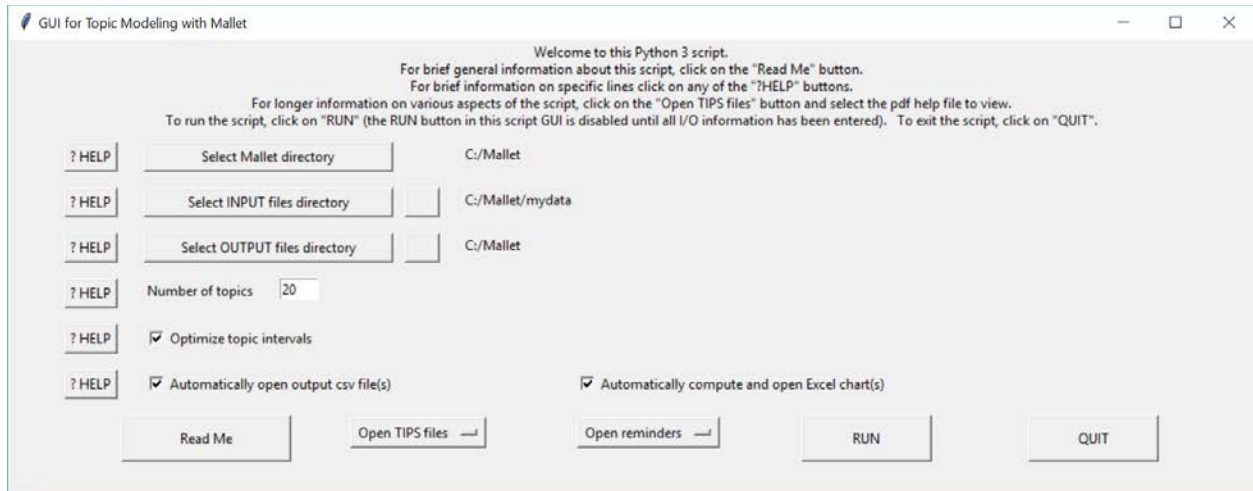 GUI for Topic Modeling with Mallet
Welcome to this Python 3 script.
For brief general information about this script, click on the "Read Me" button.
For brief information on specific lines click on any of the "?HELP" buttons.
For longer information on various aspects of the script, click on the "Open TIPS files" button and select the pdf help file to view.
To run the script, click on "RUN" (the RUN button in this script GUI is disabled until all I/O information has been entered). To exit the script, click on "QUIT".
? HELP Select Mallet directory C:/Mallet
? HELP Select INPUT files directory C:/Mallet/mydata
? HELP Select OUTPUT files directory C:/Mallet
? HELP Number of topics 20
? HELP Optimize topic intervals
? HELP Automatically open output csv file(s) Automatically compute and open Excel chart(s)
Read Me Open TIPS files Open reminders RUN QUIT